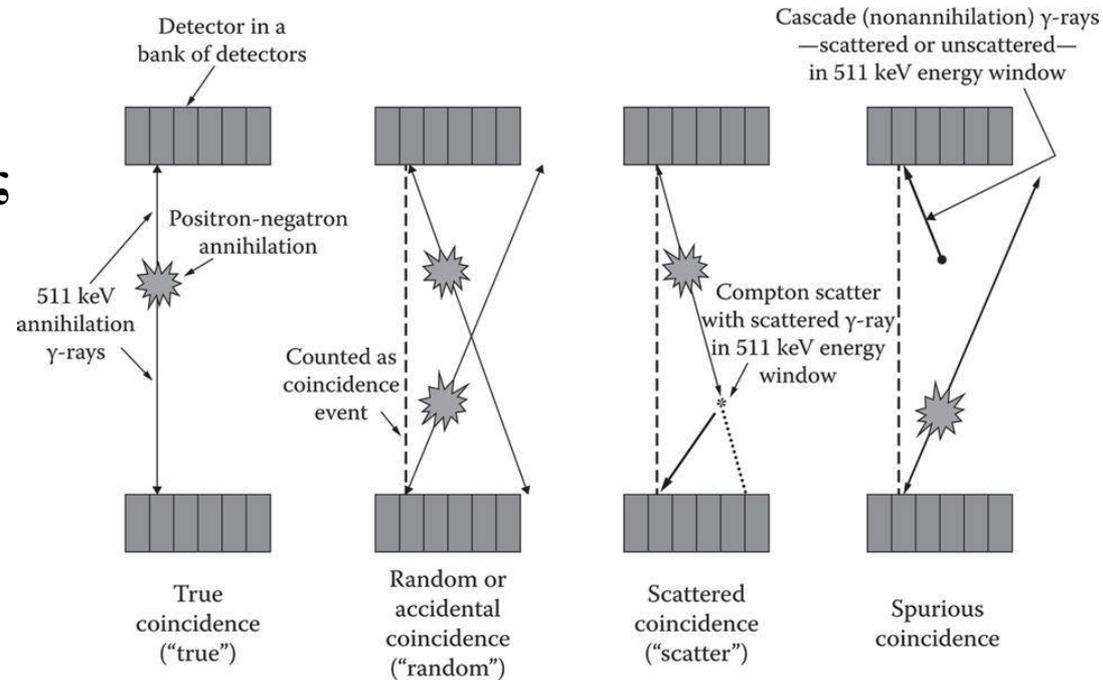 Detector in a
bank of detectors
Cascade (nonannihilation) γ-rays
—scattered or unscattered—
in 511 keV energy window
Positron-negatron
annihilation
511 keV
annihilation
γ-rays
Counted as
coincidence
event
Compton scatter
with scattered γ-ray
in 511 keV energy
window
True
coincidence
(“true”)
Random or
accidental
coincidence
(“random”)
Scattered
coincidence
(“scatter”)
Spurious
coincidence